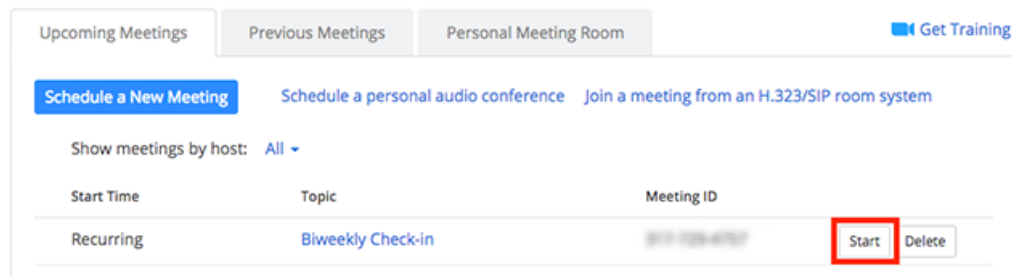 Upcoming Meetings Previous Meetings Personal Meeting Room Get Training
Schedule a New Meeting Schedule a personal audio conference Join a meeting from an H.323/SIP room system
Show meetings by host: All
Start Time Topic Meeting ID
Recurring Biweekly Check-in Start Delete